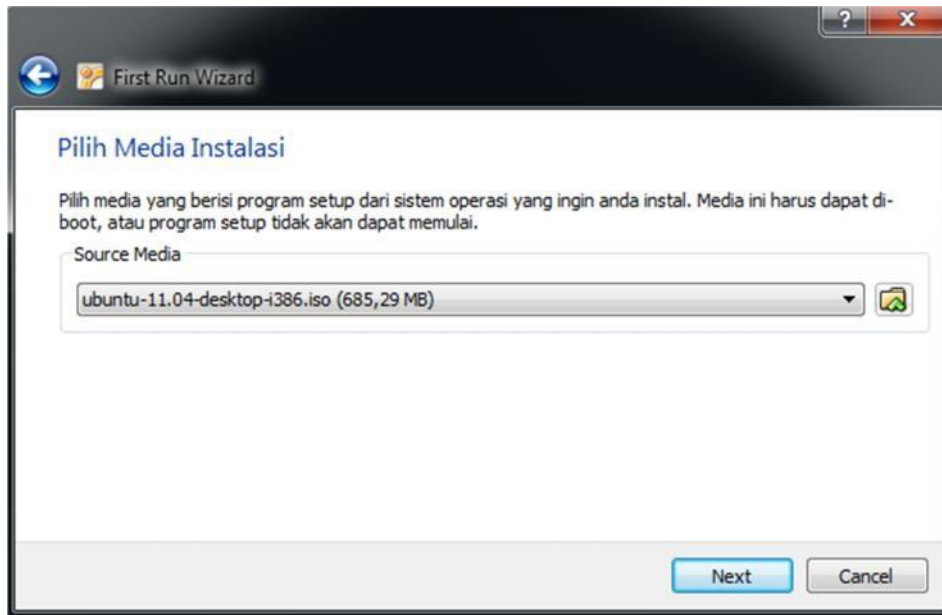 ?
X
First Run Wizard
Pilih Media Instalasi
Pilih media yang berisi program setup dari sistem operasi yang ingin anda instal. Media ini harus dapat di-
boot, atau program setup tidak akan dapat memulai.
Source Media
ubuntu-11.04-desktop-i386.iso (685,29 MB)
Next
Cancel